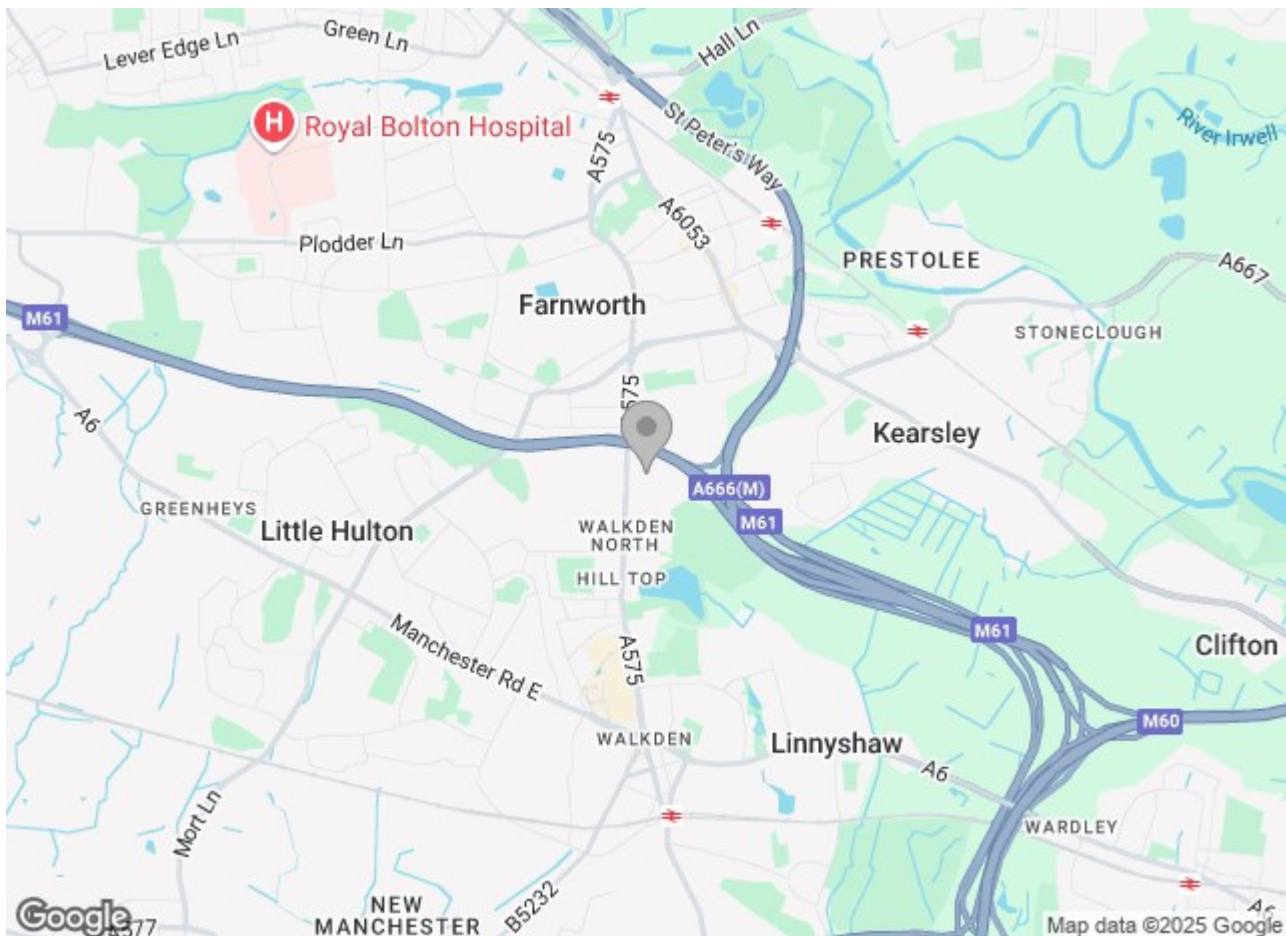 Lever Edge Ln
Green Ln
Hall Ln
H
Royal Bolton Hospital
A575
St Peter's Way
River Irwell
A6053
Plodder Ln
PRESTOLEE
A667
M61
Farnworth
STONECLOUGH
A6
Kearsley
A666(M)
GREENHEYS
Little Hulton
WALKDEN
NORTH
M61
HILL TOP
Manchester Rd E
A575
M61
Clifton
M60
WALKDEN
Linnyshaw
A6
Mort Ln
WARDLEY
NEW
MANCHESTER
B5232
A6
Google
Map data ©2025 Google